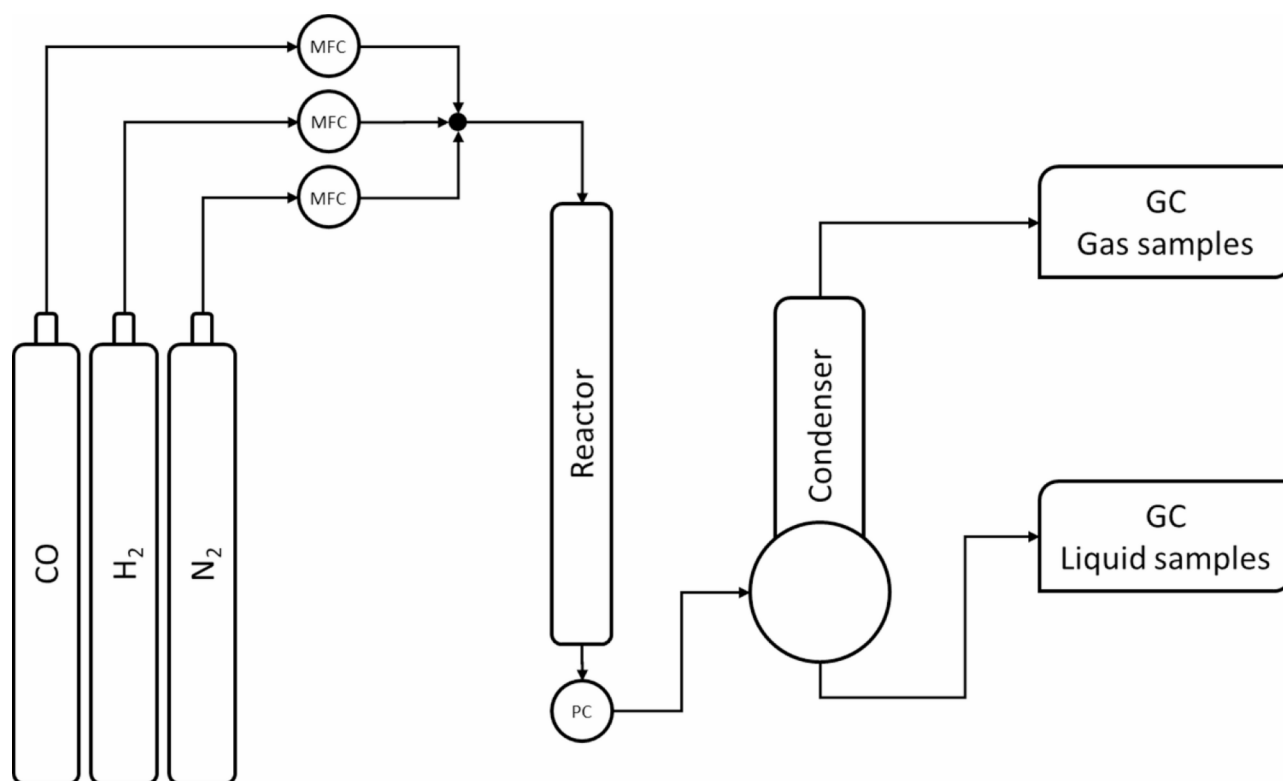 MFC
MFC
MFC
CO
H₂
N₂
Reactor
PC
Condenser
GC
Gas samples
GC
Liquid samples